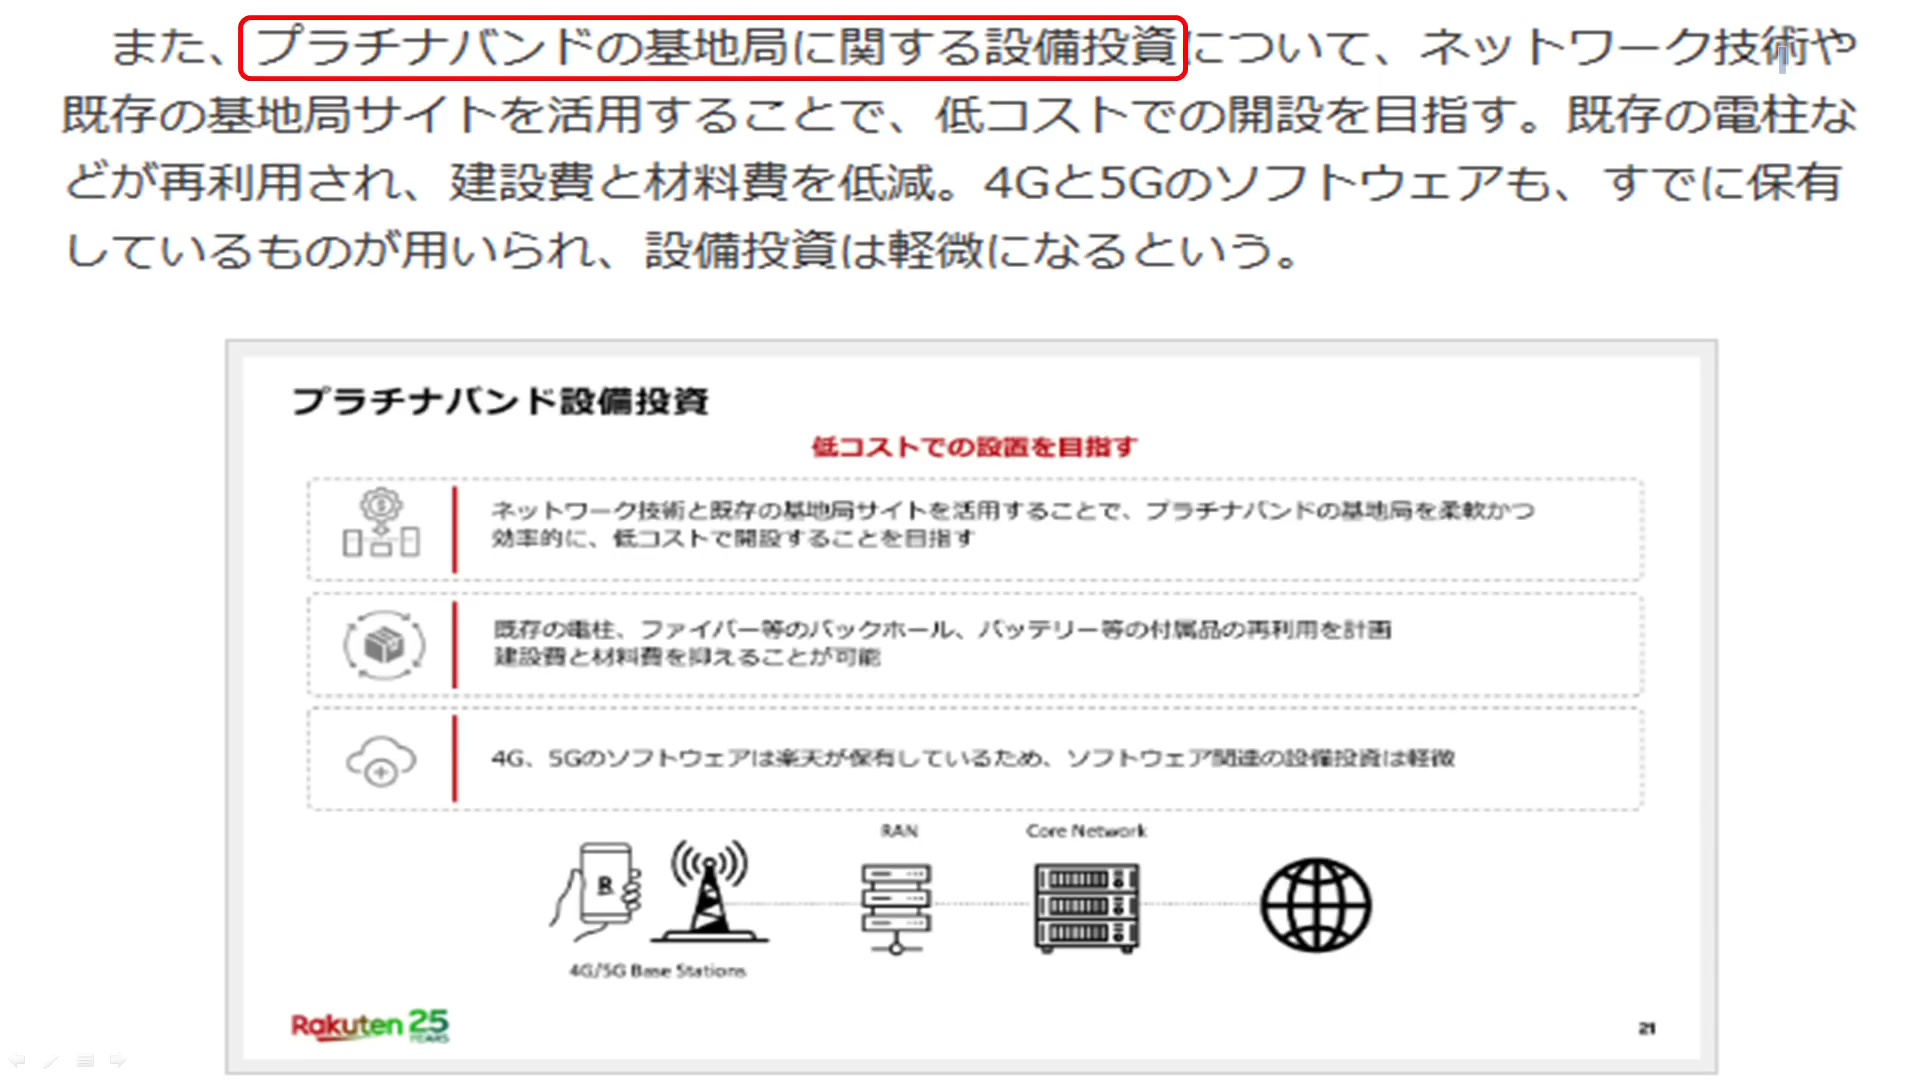 また、プラチナバンドの基地局に関する設備投資について、ネットワーク技術や
既存の基地局サイトを活用することで、低コストでの開設を目指す。既存の電柱な
どが再利用され、建設費と材料費を低減。4Gと5Gのソフトウェアも、すでに保有
しているものが用いられ、設備投資は軽微になるという。
プラチナバンド設備投資
低コストでの設置を目指す
ネットワーク技術と既存の基地局サイトを活用することで、プラチナバンドの基地局を柔軟かつ
効率的に、低コストで開設することを目指す
既存の電柱、ファイバー等のバックホール、バッテリー等の付属品の再利用を計画
建設費と材料費を抑えることが可能
4G、5Gのソフトウェアは楽天が保有しているため、ソフトウェア関連の設備投資は軽微
RAN
Core Network
R
4G/5G Base Stations
Rakuten 25
YEARS
21